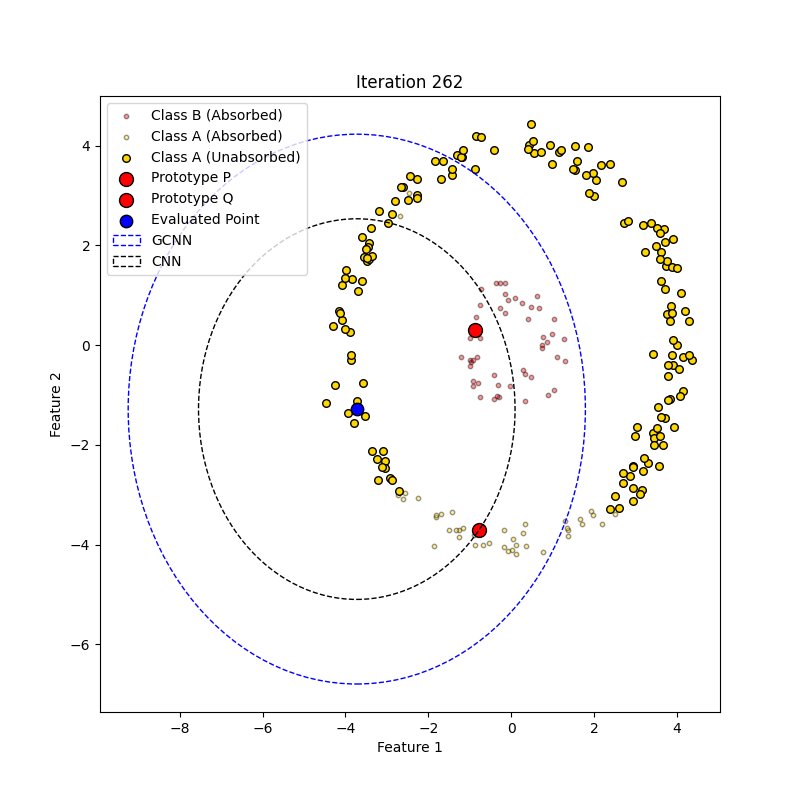 Iteration 262
Class B (Absorbed)
Class A (Absorbed)
Class A (Unabsorbed)
Prototype P
Prototype Q
Evaluated Point
GCNN
CNN
4
2
0
−2
−4
−6
Feature 2
−8 −6 −4 −2 0 2 4
Feature 1